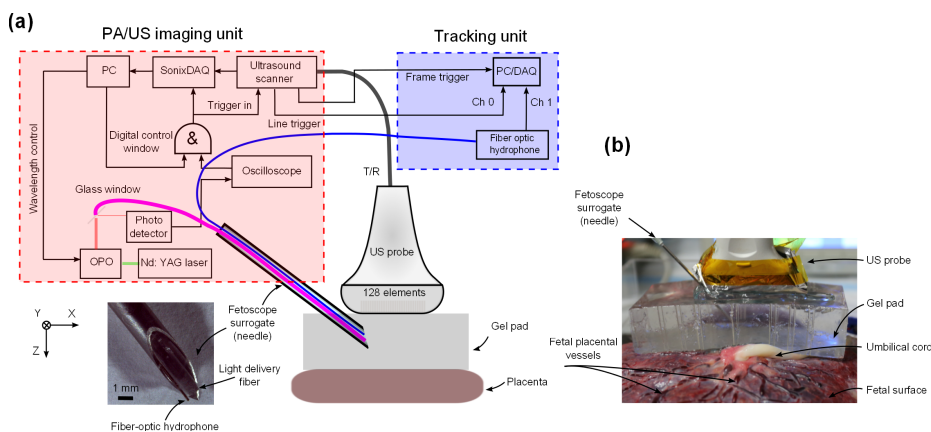 (a)
PA/US imaging unit
Tracking unit
PC
SonixDAQ
Ultrasound
scanner
Frame trigger
PC/DAQ
Trigger in
Line trigger
Ch 0
Ch 1
Digital control
window
&
Fiber optic
hydrophone
Wavelength control
Oscilloscope
T/R
Glass window
Photo
detector
OPO
Nd: YAG laser
US probe
128 elements
Fetoscope
surrogate
(needle)
Gel pad
Placenta
Y
X
Z
Light delivery
fiber
1 mm
Fiber-optic hydrophone
(b)
Fetoscope
surrogate
(needle)
US probe
Gel pad
Umbilical cord
Fetal placental
vessels
Fetal surface